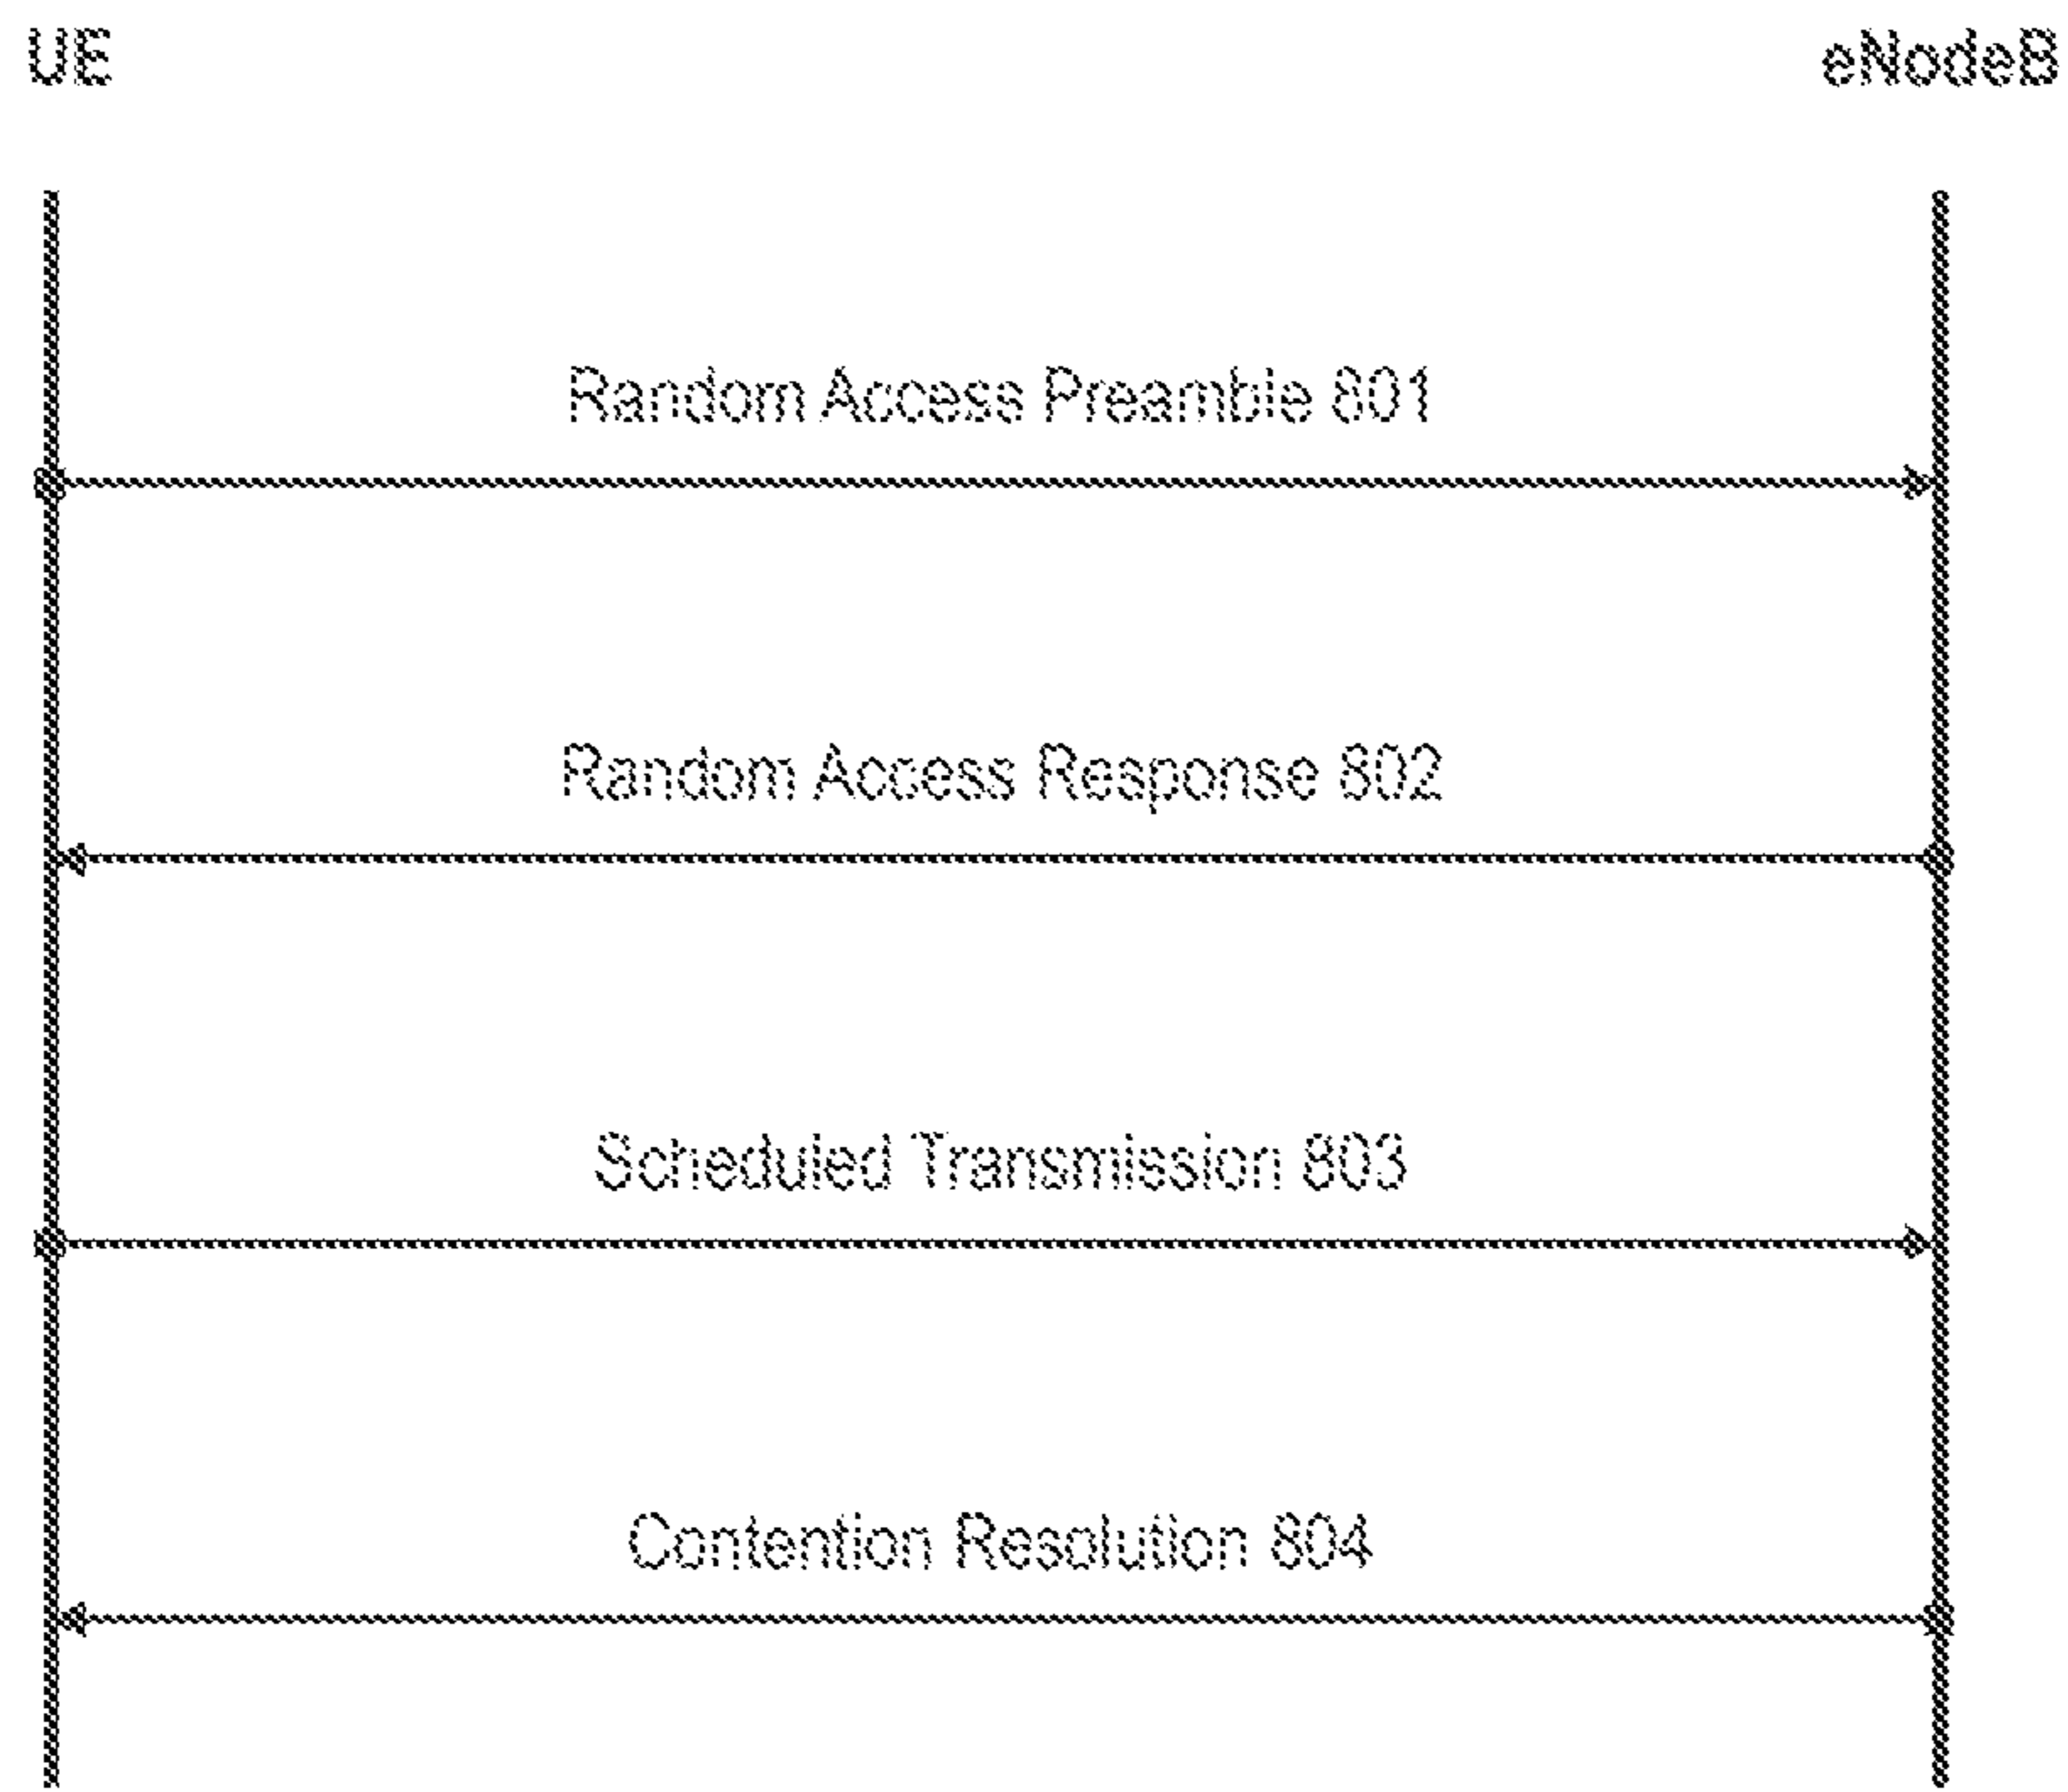 UE
eNodeB
Random Access Preamble 801
Random Access Response 802
Scheduled Transmission 803
Contention Resolution 804